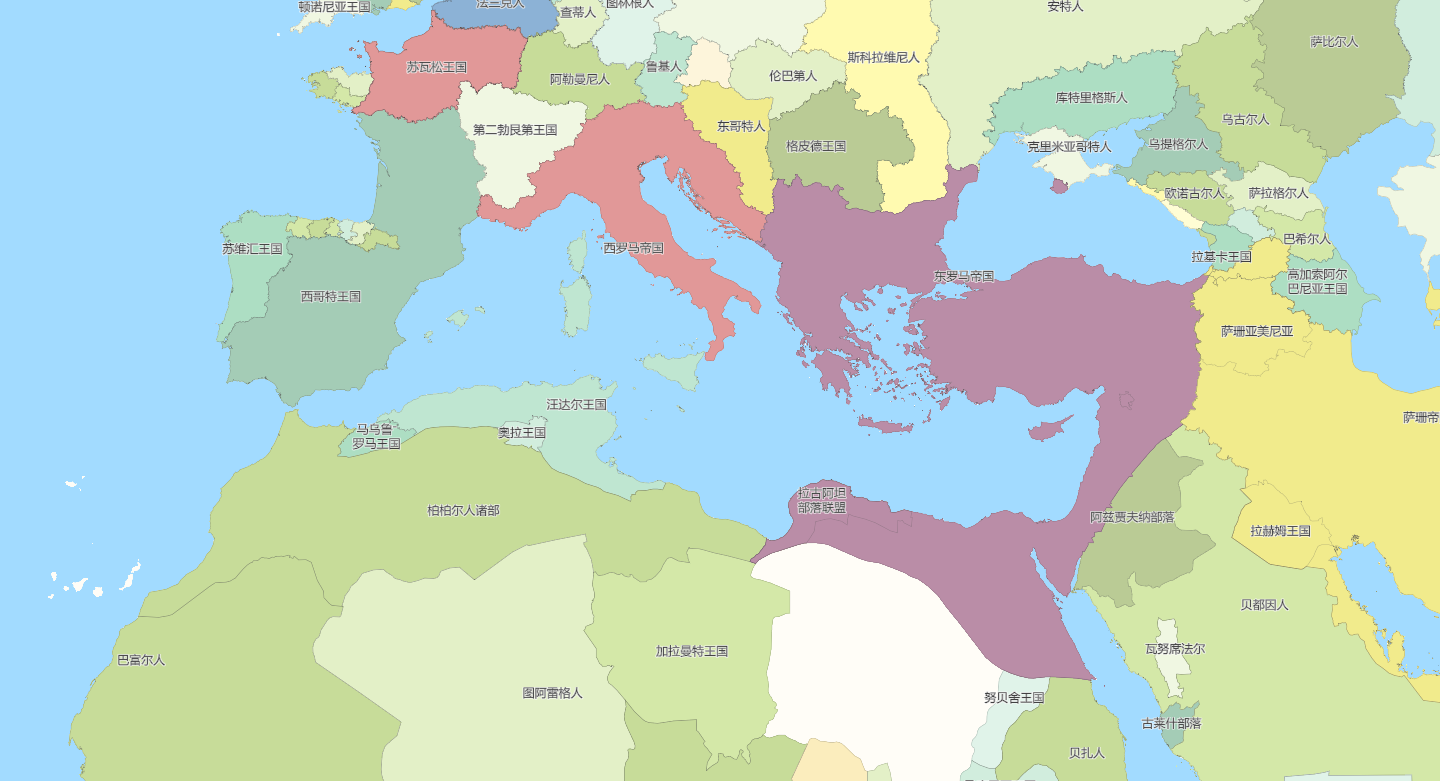 顿诺尼亚王国
法兰克人
查蒂人
图林根人
安特人
萨比尔人
苏瓦松王国
阿勒曼尼人
鲁基人
伦巴第人
斯科拉维尼人
库特里格斯人
乌古尔人
第二勃艮第王国
东哥特人
格皮德王国
克里米亚哥特人
乌提格尔人
欧诺古尔人
萨拉格尔人
苏维汇王国
西罗马帝国
巴希尔人
拉基卡王国
东罗马帝国
高加索阿尔
巴尼亚王国
西哥特王国
萨珊亚美尼亚
汪达尔王国
萨珊帝
马乌鲁
罗马王国
奥拉王国
拉古阿坦
部落联盟
柏柏尔人诸部
阿兹贾夫纳部落
拉赫姆王国
贝都因人
巴富尔人
加拉曼特王国
瓦努席法尔
图阿雷格人
努贝舍王国
古莱什部落
贝扎人